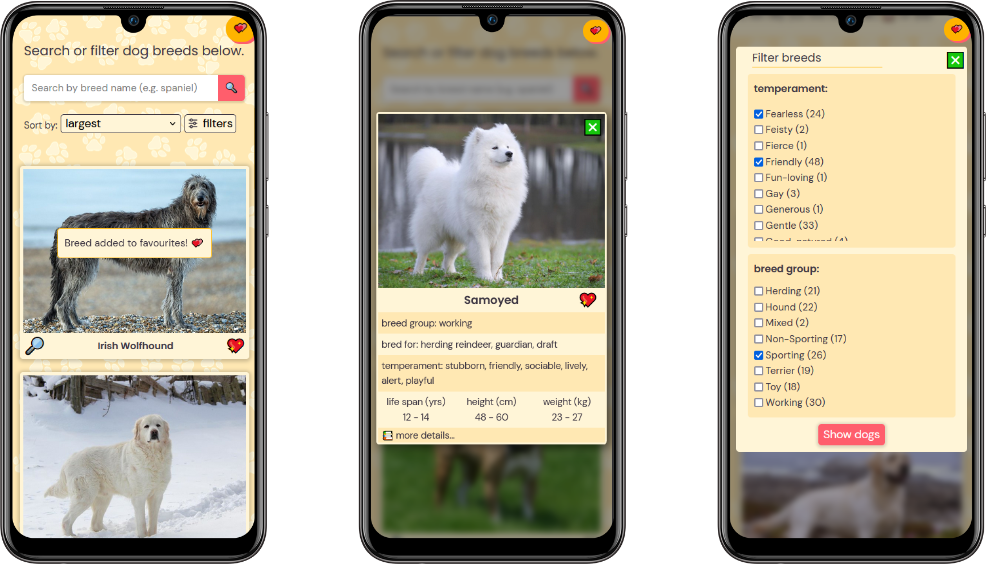 Search or filter dog breeds below.
Search by breed name (e.g. spaniel)
Sort by: largest filters
Breed added to favourites!
Irish Wolfhound
Samoyed
breed group: working
bred for: herding reindeer, guardian, draft
temperament: stubborn, friendly, sociable, lively,
alert, playful
life span (yrs) height (cm) weight (kg)
12 - 14 48 - 60 23 - 27
more details...
Filter breeds
temperament:
Fearless (24)
Feisty (2)
Fierce (1)
Friendly (48)
Fun-loving (1)
Gay (3)
Generous (1)
Gentle (33)
Good-natured (4)
breed group:
Herding (21)
Hound (22)
Mixed (2)
Non-Sporting (17)
Sporting (26)
Terrier (19)
Toy (18)
Working (30)
Show dogs